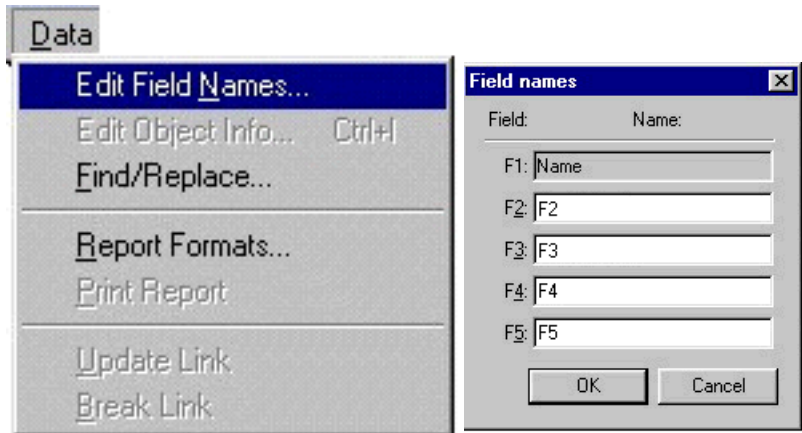 Data
Edit Field Names...
Edit Object Info... Ctrl+I
Find/Replace...
Report Formats...
Print Report
Update Link
Break Link
Field names
Field: Name:
F1: Name
F2: F2
F3: F3
F4: F4
F5: F5
OK Cancel